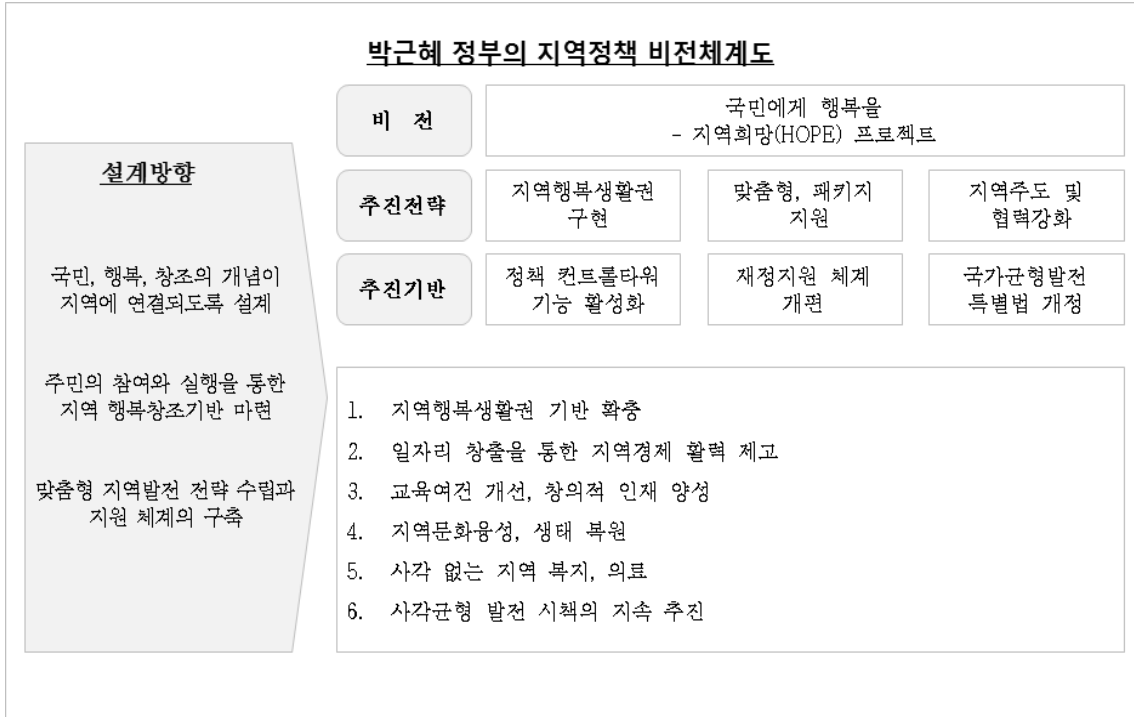 박근혜 정부의 지역정책 비전체계도
설계방향
국민, 행복, 창조의 개념이
지역에 연결되도록 설계
주민의 참여와 실행을 통한
지역 행복창조기반 마련
맞춤형 지역발전 전략 수립과
지원 체계의 구축
비 전
국민에게 행복을
- 지역희망(HOPE) 프로젝트
추진전략
지역행복생활권
구현
맞춤형, 패키지
지원
지역주도 및
협력강화
추진기반
정책 컨트롤타워
기능 활성화
재정지원 체계
개편
국가균형발전
특별법 개정
1. 지역행복생활권 기반 확충
2. 일자리 창출을 통한 지역경제 활력 제고
3. 교육여건 개선, 창의적 인재 양성
4. 지역문화융성, 생태 복원
5. 사각 없는 지역 복지, 의료
6. 사각균형 발전 시책의 지속 추진